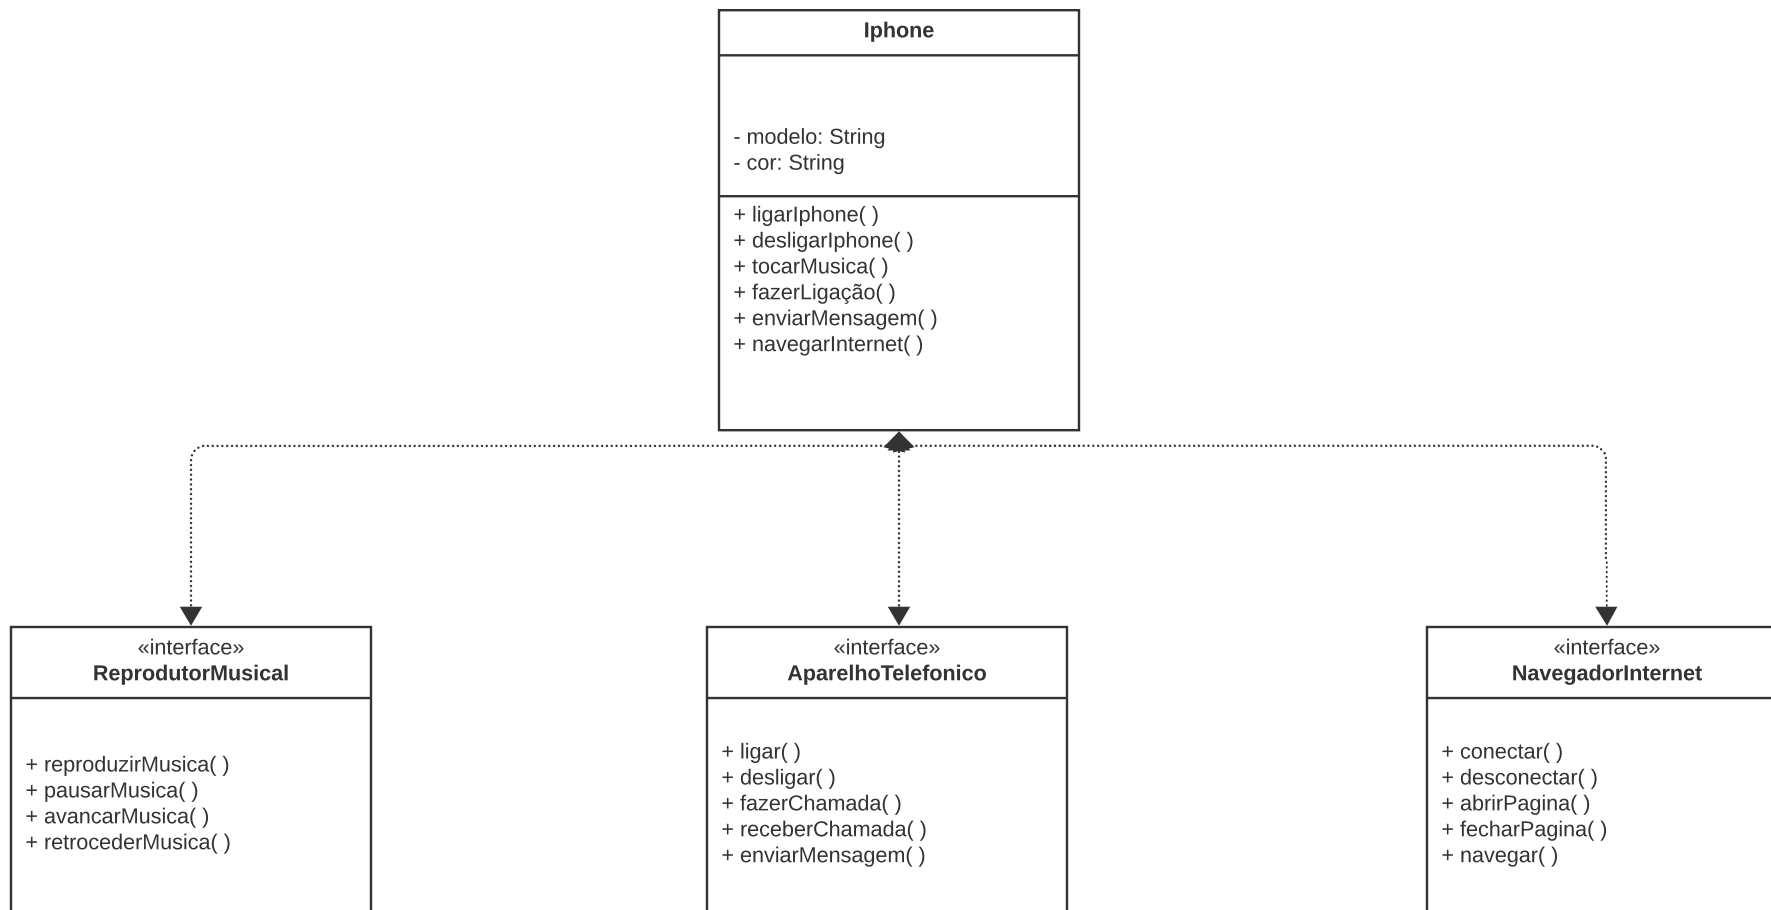 Iphone
- modelo: String
- cor: String
+ ligarIphone( )
+ desligarIphone( )
+ tocarMusica( )
+ fazerLigação( )
+ enviarMensagem( )
+ navegarInternet( )
«interface»
ReprodutorMusical
+ reproduzirMusica( )
+ pausarMusica( )
+ avancarMusica( )
+ retrocederMusica( )
«interface»
AparelhoTelefonico
+ ligar( )
+ desligar( )
+ fazerChamada( )
+ receberChamada( )
+ enviarMensagem( )
«interface»
NavegadorInternet
+ conectar( )
+ desconectar( )
+ abrirPagina( )
+ fecharPagina( )
+ navegar( )